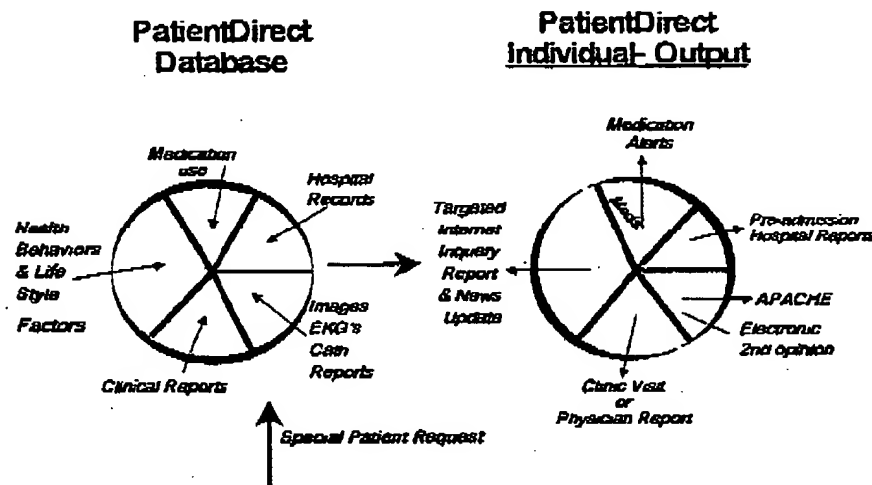 PatientDirect
Database
PatientDirect
Individual- Output
Medication
use
Hospital
Records
Health
Behaviors
& Life
Style
Factors
Images
EKG's
Cath
Reports
Clinical Reports
Special Patient Request
Medication
Alerts
Meds
Targeted
Internet
Inquery
Report
& News
Update
Pre-admission
Hospital Reports
APACHE
Electronic
2nd opinion
Clinic Visit
or
Physician Report